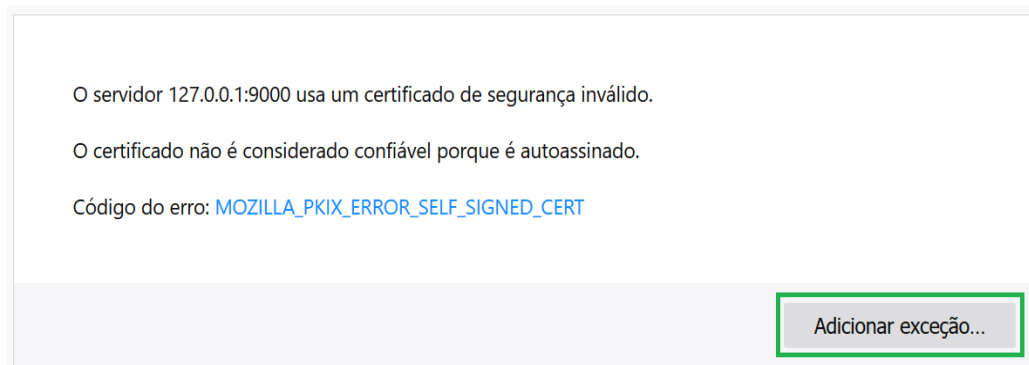 O servidor 127.0.0.1:9000 usa um certificado de segurança inválido.
O certificado não é considerado confiável porque é autoassinado.
Código do erro: MOZILLA_PKIX_ERROR_SELF_SIGNED_CERT
Adicionar exceção...